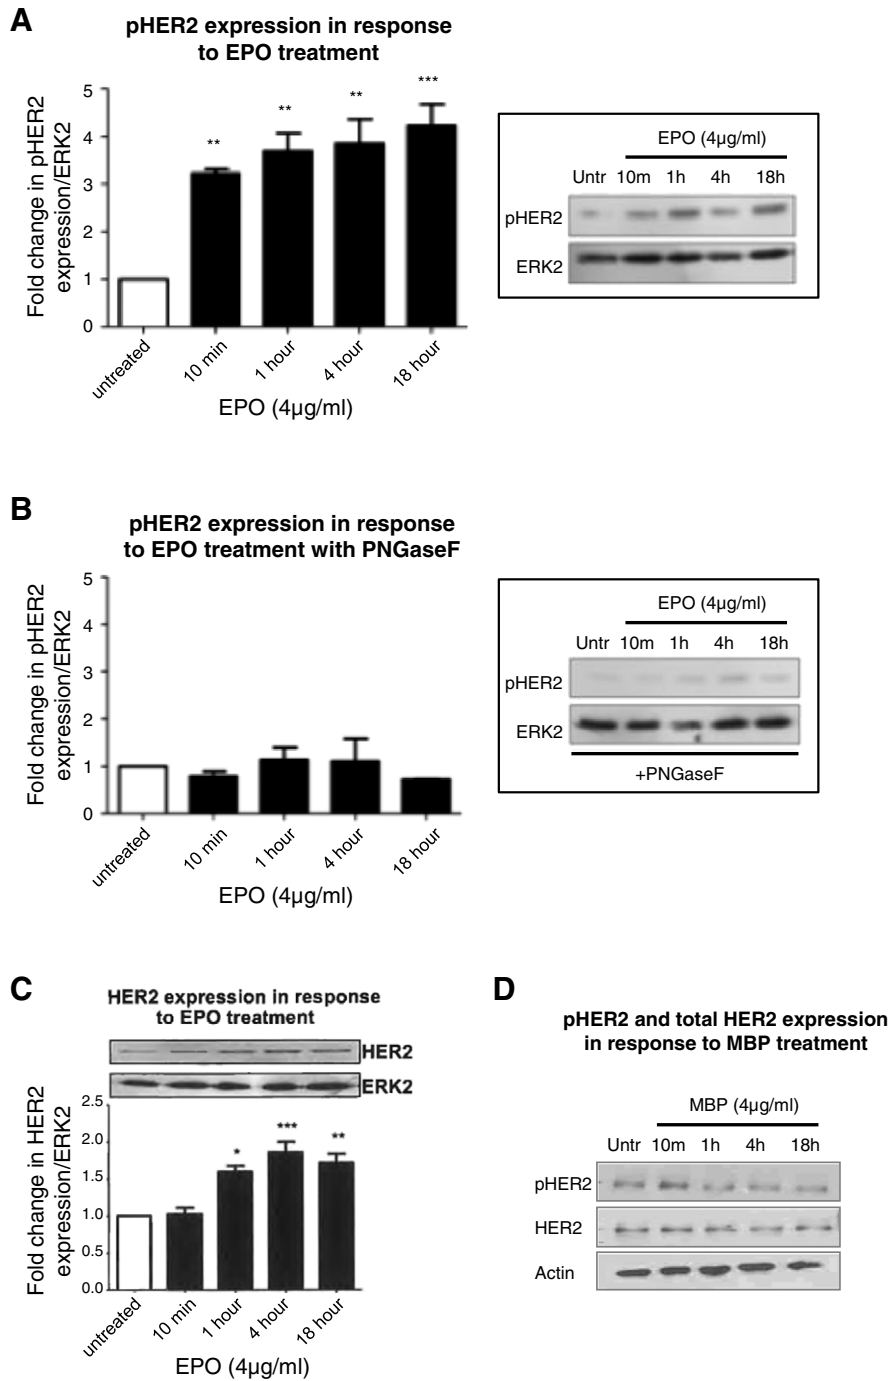 A
pHER2 expression in response
to EPO treatment
Fold change in pHER2
expression/ERK2
5
4
3
2
1
0
**
**
**
***
untreated
10 min
1 hour
4 hour
18 hour
EPO (4µg/ml)
EPO (4µg/ml)
Untr 10m 1h 4h 18h
pHER2
ERK2
B
pHER2 expression in response
to EPO treatment with PNGaseF
Fold change in pHER2
expression/ERK2
5
4
3
2
1
0
untreated
10 min
1 hour
4 hour
18 hour
EPO (4µg/ml)
EPO (4µg/ml)
Untr 10m 1h 4h 18h
pHER2
ERK2
+PNGaseF
C
HER2 expression in response
to EPO treatment
HER2
ERK2
Fold change in HER2
expression/ERK2
2.5
2.0
1.5
1.0
0.5
0.0
*
***
**
untreated
10 min
1 hour
4 hour
18 hour
EPO (4µg/ml)
D
pHER2 and total HER2 expression
in response to MBP treatment
MBP (4µg/ml)
Untr 10m 1h 4h 18h
pHER2
HER2
Actin